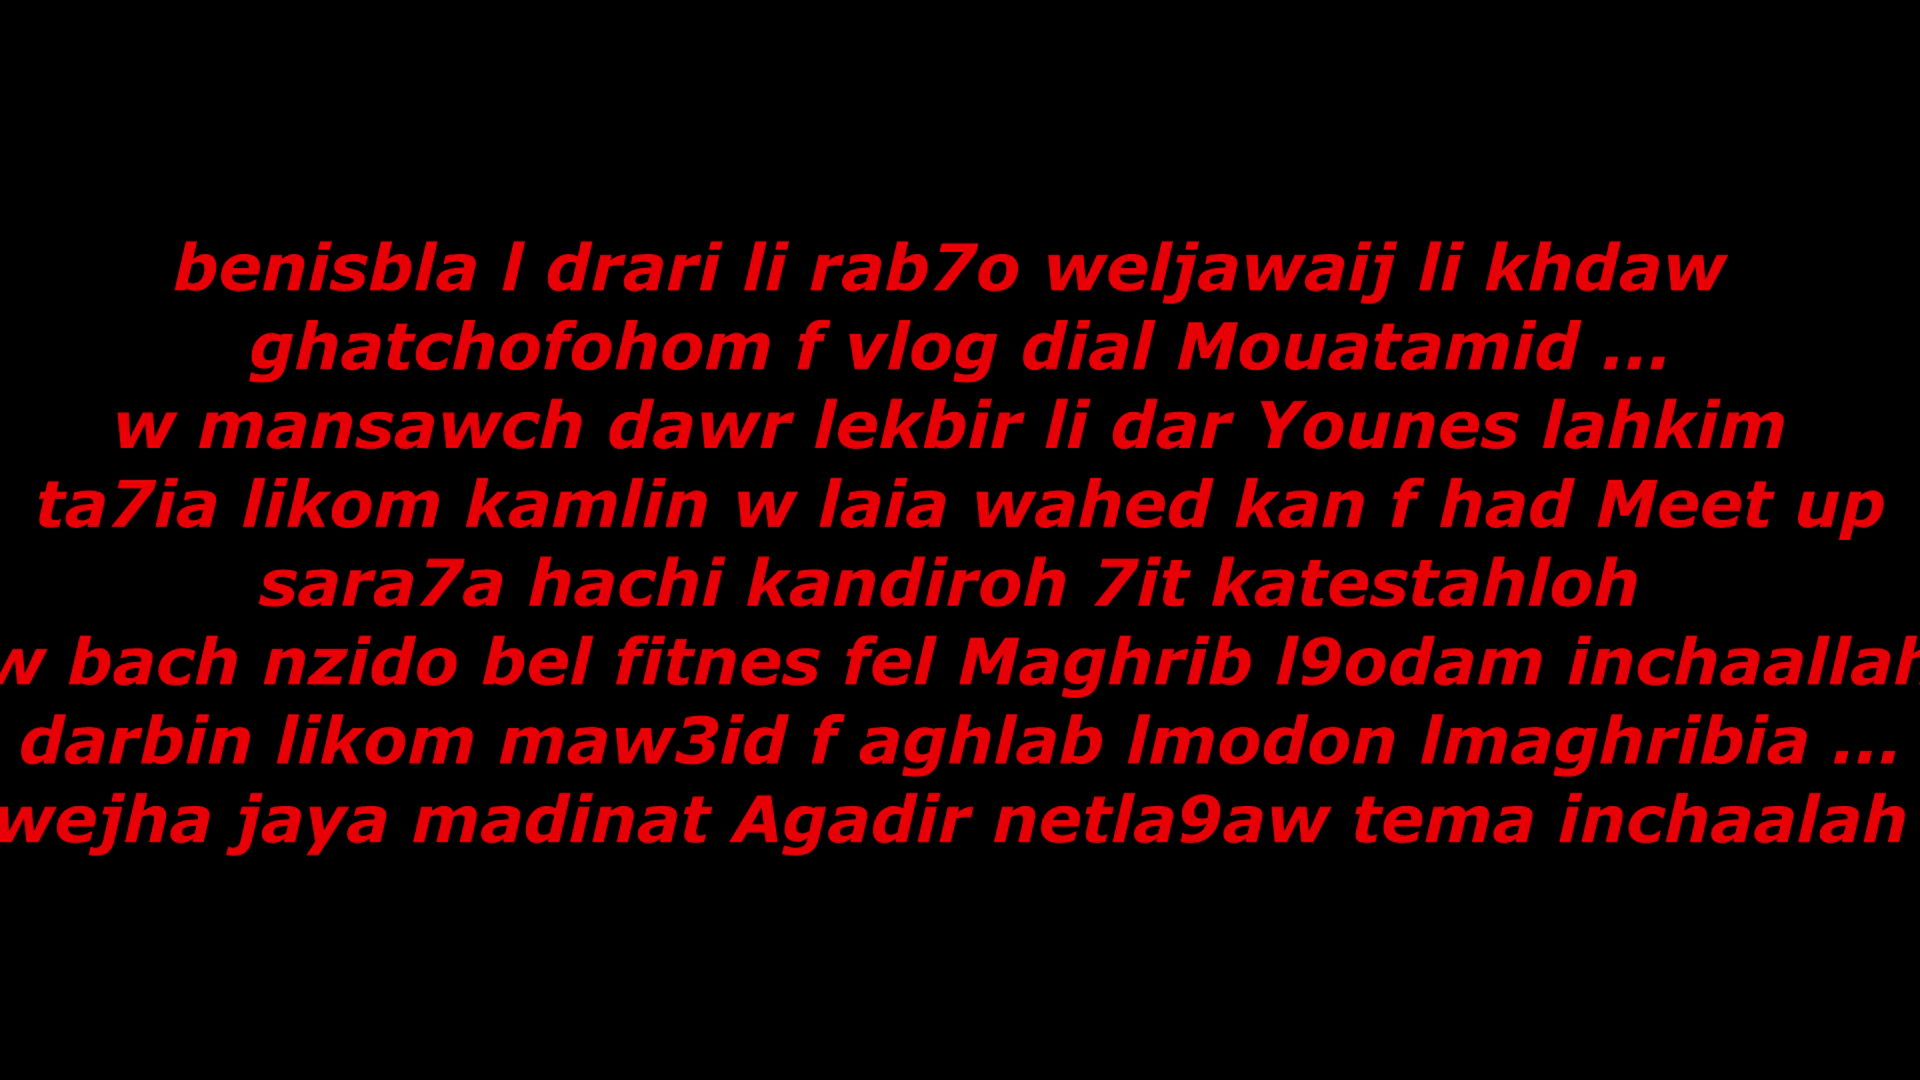 benisbla l drari li rab7o weljawaij li khdaw
ghatchofohom f vlog dial Mouatamid ...
w mansawch dawr lekbir li dar Younes lahkim
ta7ia likom kamlin w laia wahed kan f had Meet up
sara7a hachi kandiroh 7it katestahloh
w bach nzido bel fitnes fel Maghrib l9odam inchaallah
darbin likom maw3id f aghlab lmodon lmaghribia ...
wejha jaya madinat Agadir netla9aw tema inchaalah